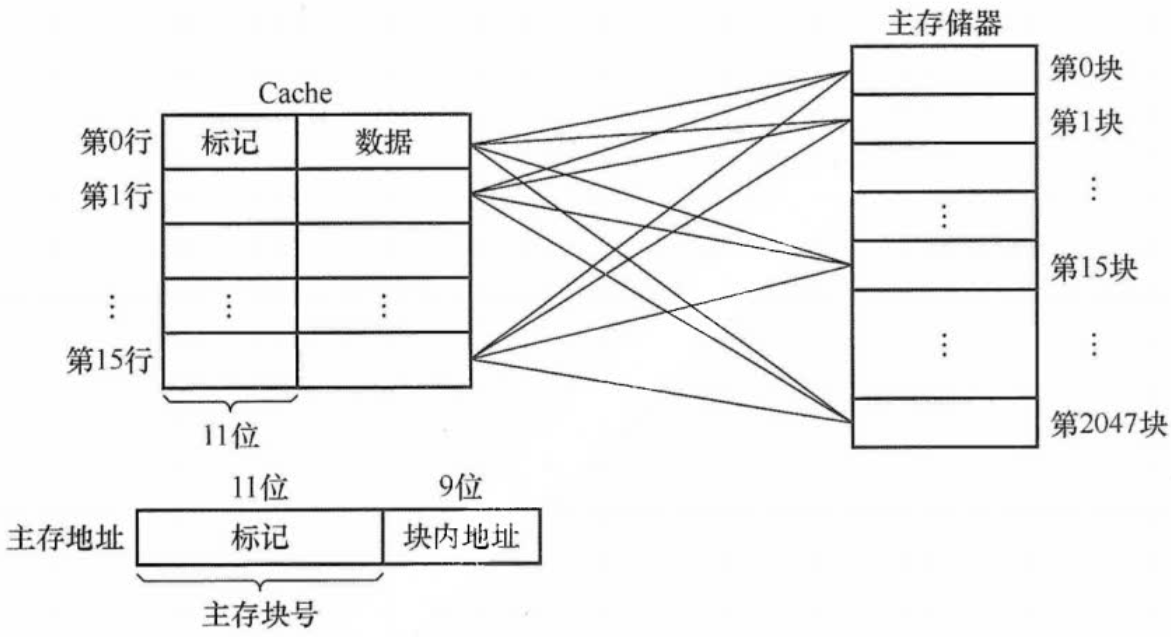 主存储器
Cache
第0行 标记 数据
第1行
⋮ ⋮ ⋮
第15行
11位
第0块
第1块
⋮
⋮
第15块
⋮ ⋮
第2047块
11位 9位
主存地址 标记 块内地址
主存块号